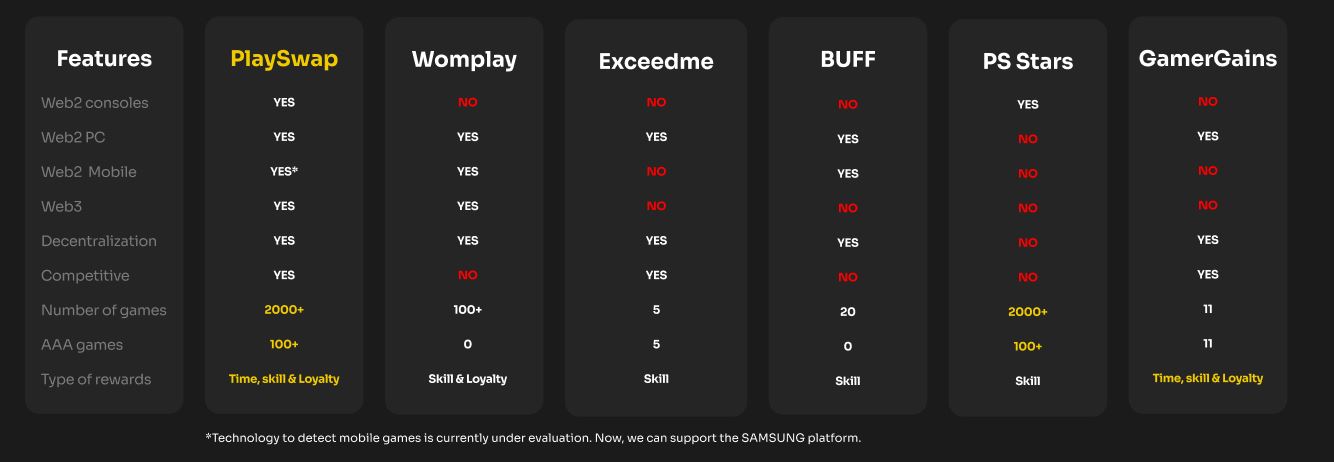 Features PlaySwap Womplay Exceedme BUFF PS Stars GamerGains
Web2 consoles YES NO NO NO YES NO
Web2 PC YES YES YES YES NO YES
Web2 Mobile YES* YES NO YES NO NO
Web3 YES YES NO NO NO NO
Decentralization YES YES YES YES NO YES
Competitive YES NO YES NO NO YES
Number of games 2000+ 100+ 5 20 2000+ 11
AAA games 100+ 0 5 0 100+ 11
Type of rewards Time, skill & Loyalty Skill & Loyalty Skill Skill Skill Time, skill & Loyalty
*Technology to detect mobile games is currently under evaluation. Now, we can support the SAMSUNG platform.